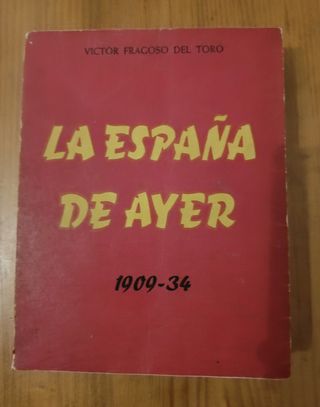 VICTOR FRAGOSO DEL TORO
LA ESPAÑA
DE AYER
1909-34